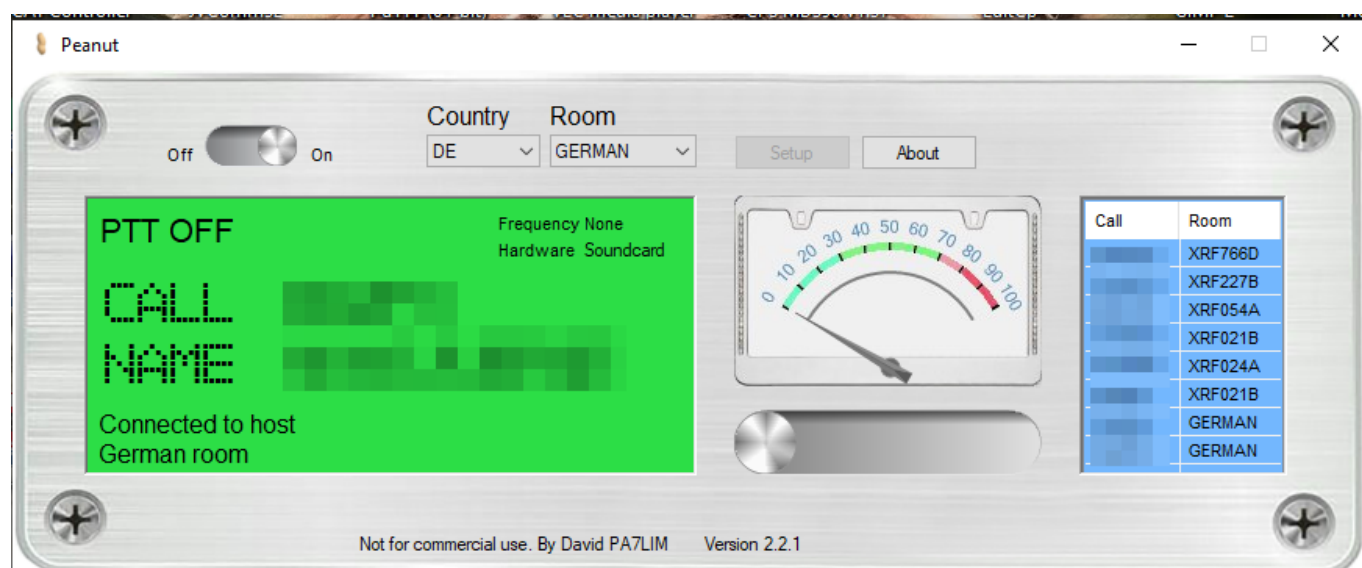 Peanut
Country Room
Off On DE GERMAN Setup About
PTT OFF
Frequency None
Hardware Soundcard
CALL
NAME
Connected to host
German room
0 10 20 30 40 50 60 70 80 90 100
Call Room
XRF766D
XRF227B
XRF054A
XRF021B
XRF024A
XRF021B
GERMAN
GERMAN
Not for commercial use. By David PA7LIM Version 2.2.1